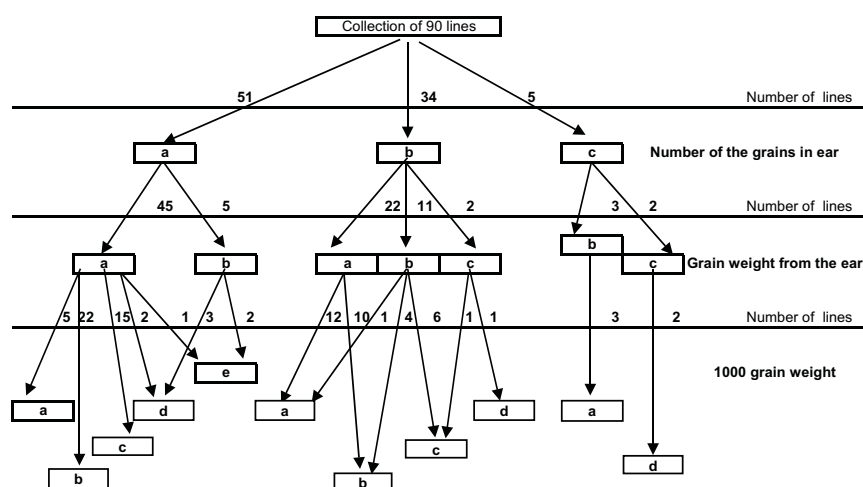 Collection of 90 lines
51 34 5 Number of lines
a b c Number of the grains in ear
45 5 22 11 2 3 2 Number of lines
b
a b a b c c Grain weight from the ear
5 22 15 2 1 3 2 12 10 1 4 6 1 1 3 2 Number of lines
e 1000 grain weight
a d a d a
c c
b b d